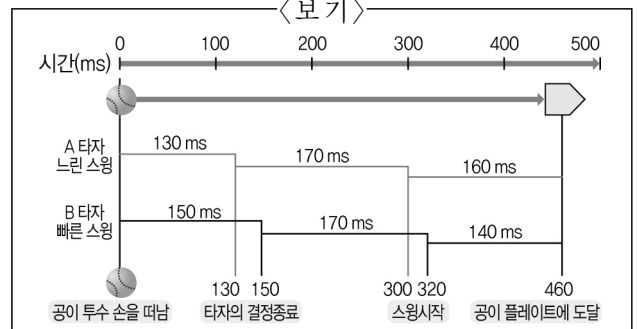 〈보기〉
0 100 200 300 400 500
시간(ms)
A 타자
느린 스윙
130 ms
170 ms
160 ms
B 타자
빠른 스윙
150 ms
170 ms
140 ms
130 150 300 320 460
공이 투수 손을 떠남 타자의 결정종료 스윙시작 공이 플레이트에 도달